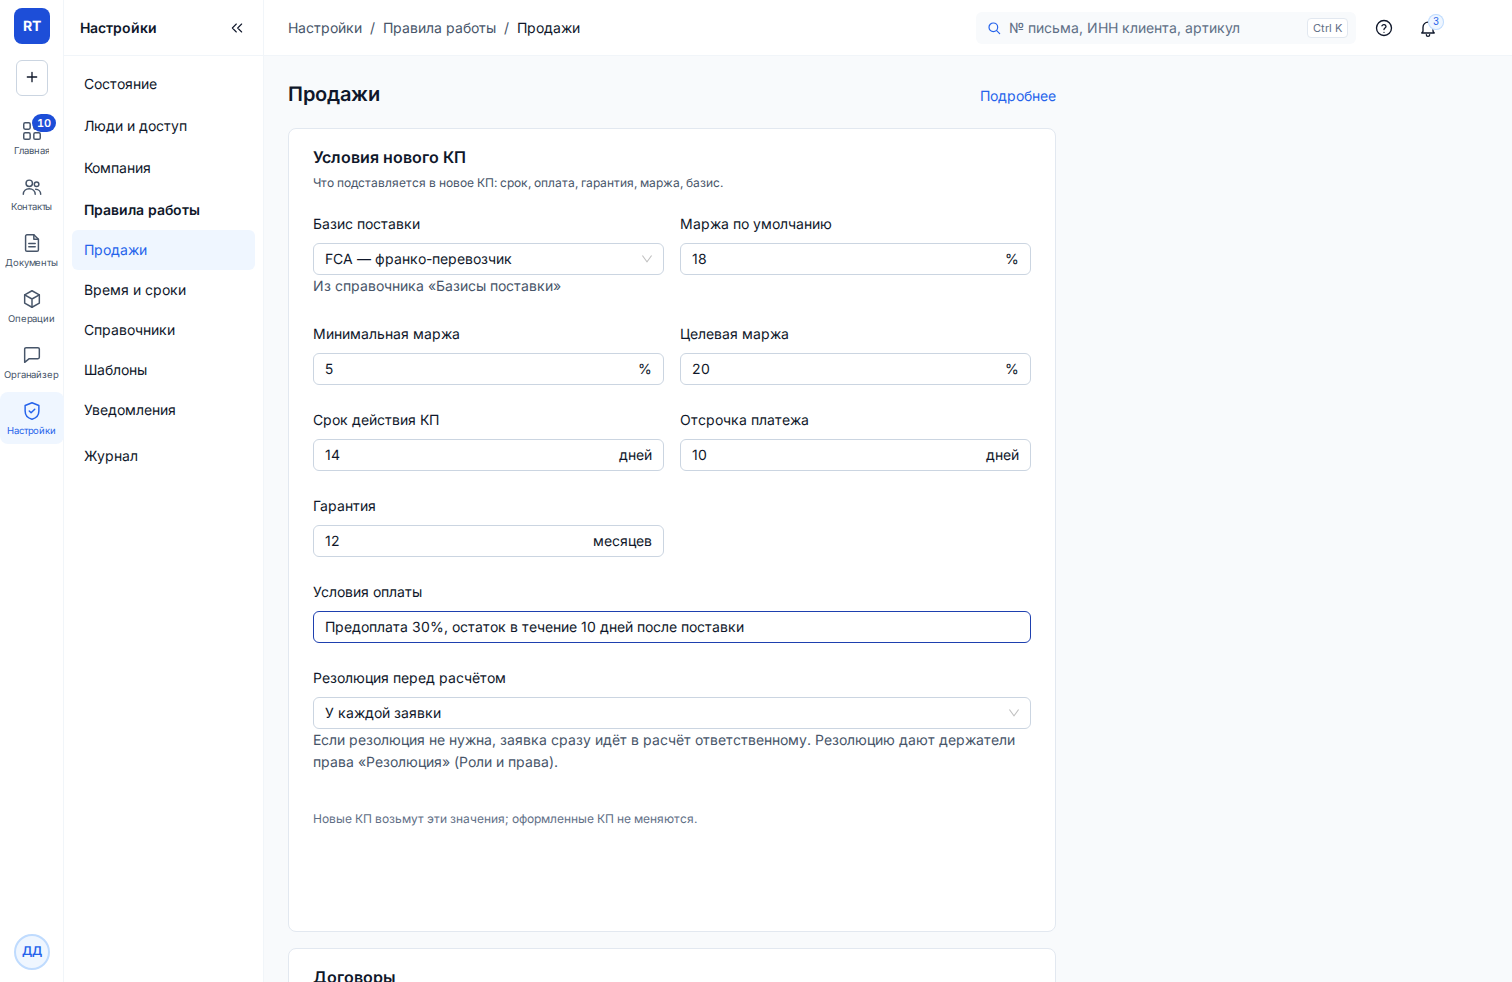 RT
Настройки
Настройки / Правила работы / Продажи
№ письма, ИНН клиента, артикул
Ctrl K
3
10
Главная
Контакты
Документы
Операции
Органайзер
Настройки
ДД
Состояние
Люди и доступ
Компания
Правила работы
Продажи
Время и сроки
Справочники
Шаблоны
Уведомления
Журнал
Продажи
Подробнее
Условия нового КП
Что подставляется в новое КП: срок, оплата, гарантия, маржа, базис.
Базис поставки
Маржа по умолчанию
FCA — франко-перевозчик
18 %
Из справочника «Базисы поставки»
Минимальная маржа
Целевая маржа
5 %
20 %
Срок действия КП
Отсрочка платежа
14 дней
10 дней
Гарантия
12 месяцев
Условия оплаты
Предоплата 30%, остаток в течение 10 дней после поставки
Резолюция перед расчётом
У каждой заявки
Если резолюция не нужна, заявка сразу идёт в расчёт ответственному. Резолюцию дают держатели
права «Резолюция» (Роли и права).
Новые КП возьмут эти значения; оформленные КП не меняются.
Договоры